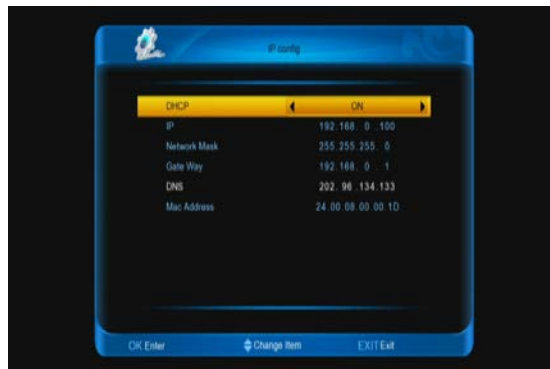 IP config
DHCP ON
IP 192.168. 0 .100
Network Mask 255.255.255. 0
Gate Way 192.168. 0 . 1
DNS 202. 96 .134.133
Mac Address 24.00.08.00.00.1D
OK Enter Change Item EXIT Exit